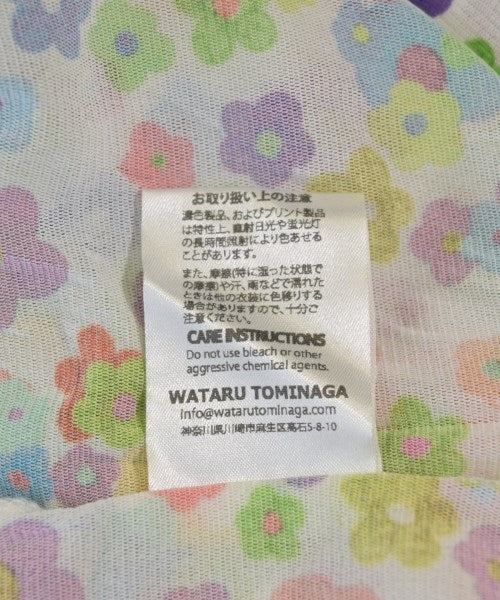 お取り扱い上の注意
濃色製品、およびプリント製品
は特性上、直射日光や蛍光灯
の長時間照射により色あせる
ことがあります。
また、摩擦(特に湿った状態で
の摩擦)や汗、雨などで濡れた
ときは他の衣装に色移りする
場合がありますので、十分ご
注意ください。
CARE INSTRUCTIONS
Do not use bleach or other
aggressive chemical agents.
WATARU TOMINAGA
info@watarutominaga.com
神奈川県川崎市麻生区高石5-8-10